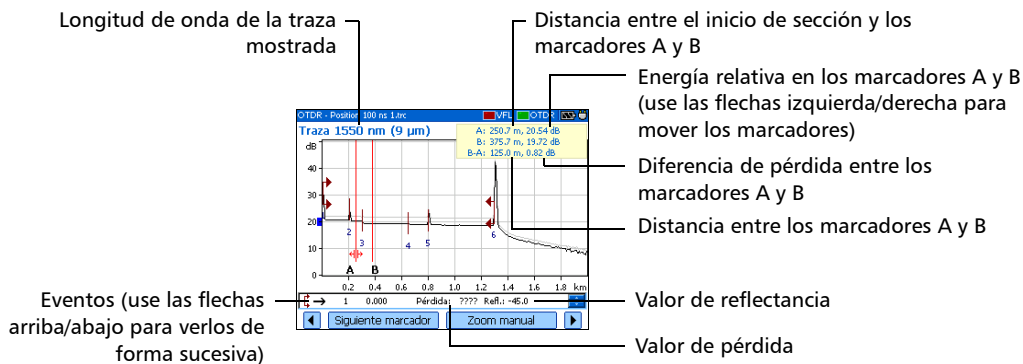 Longitud de onda de la traza
mostrada
Distancia entre el inicio de sección y los
marcadores A y B
Energía relativa en los marcadores A y B
(use las flechas izquierda/derecha para
mover los marcadores)
Diferencia de pérdida entre los
marcadores A y B
Distancia entre los marcadores A y B
OTDR - Position 100 ns 1.trc
VFL OTDR
Traza 1550 nm (9 µm)
A: 250.7 m, 20.54 dB
B: 375.7 m, 19.72 dB
B-A: 125.0 m, 0.82 dB
dB
40
30
20
10
0
2
3
4
5
6
A B
0.2 0.4 0.6 0.8 1.0 1.2 1.4 1.6 1.8 km
1 0.000 Pérdida: ???? Refl.: -45.0
Siguiente marcador Zoom manual
Eventos (use las flechas
arriba/abajo para verlos de
forma sucesiva)
Valor de reflectancia
Valor de pérdida